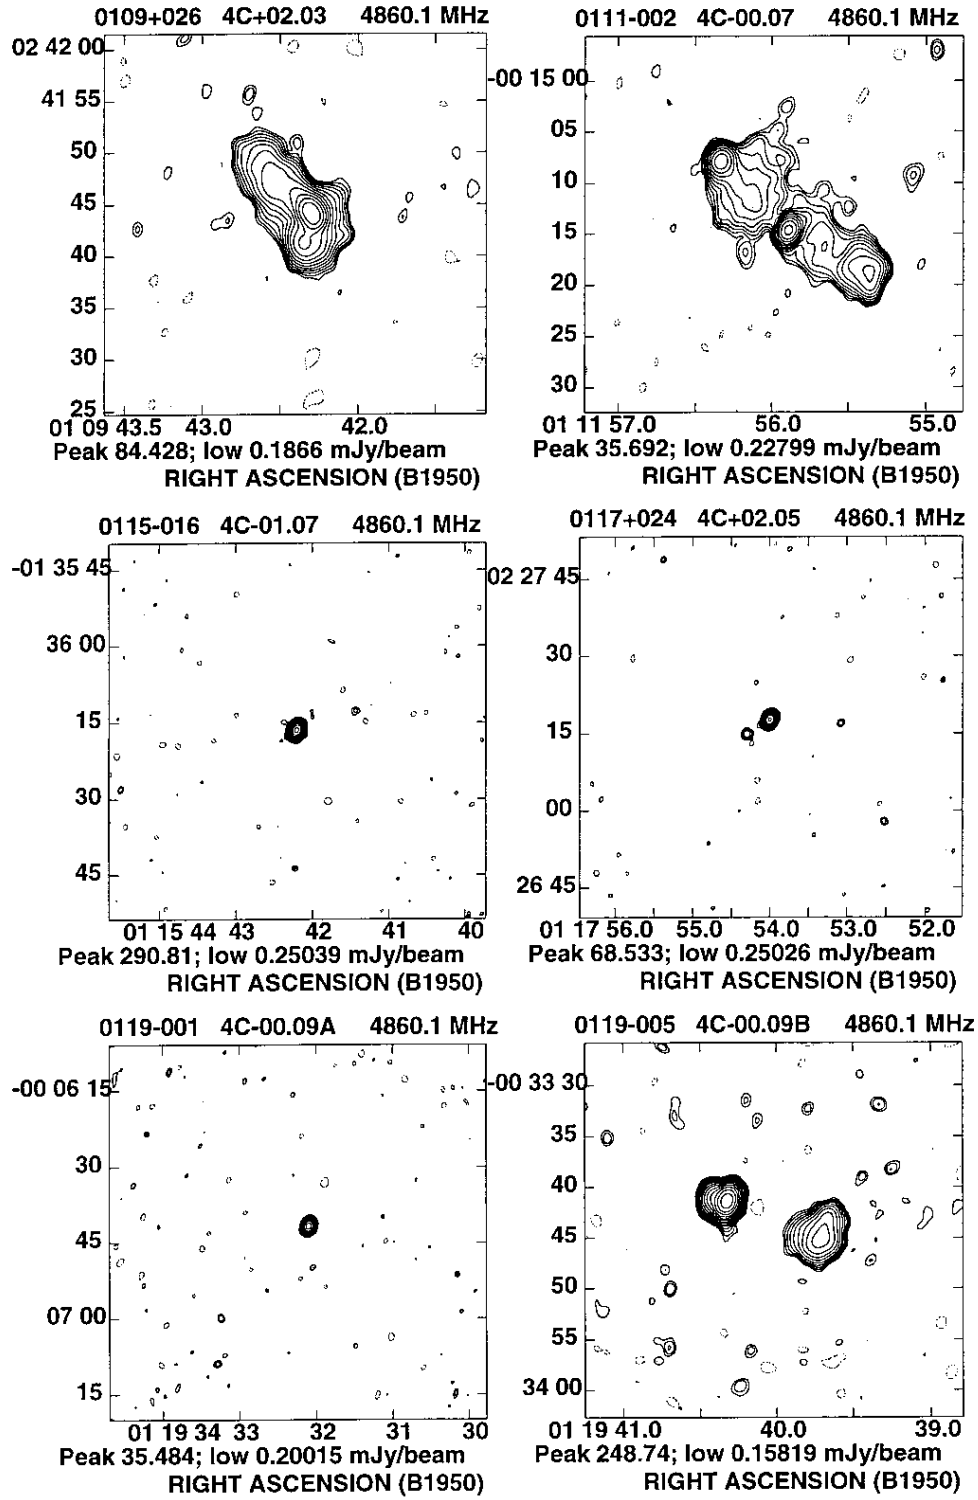 0109+026 4C+02.03 4860.1 MHz
02 42 00
41 55
50
45
40
35
30
25
01 09 43.5 43.0 42.0
Peak 84.428; low 0.1866 mJy/beam
RIGHT ASCENSION (B1950)
0111-002 4C-00.07 4860.1 MHz
-00 15 00
05
10
15
20
25
30
01 11 57.0 56.0 55.0
Peak 35.692; low 0.22799 mJy/beam
RIGHT ASCENSION (B1950)
0115-016 4C-01.07 4860.1 MHz
-01 35 45
36 00
15
30
45
01 15 44 43 42 41 40
Peak 290.81; low 0.25039 mJy/beam
RIGHT ASCENSION (B1950)
0117+024 4C+02.05 4860.1 MHz
02 27 45
30
15
00
26 45
01 17 56.0 55.0 54.0 53.0 52.0
Peak 68.533; low 0.25026 mJy/beam
RIGHT ASCENSION (B1950)
0119-001 4C-00.09A 4860.1 MHz
-00 06 15
30
45
07 00
15
01 19 34 33 32 31 30
Peak 35.484; low 0.20015 mJy/beam
RIGHT ASCENSION (B1950)
0119-005 4C-00.09B 4860.1 MHz
-00 33 30
35
40
45
50
55
34 00
01 19 41.0 40.0 39.0
Peak 248.74; low 0.15819 mJy/beam
RIGHT ASCENSION (B1950)